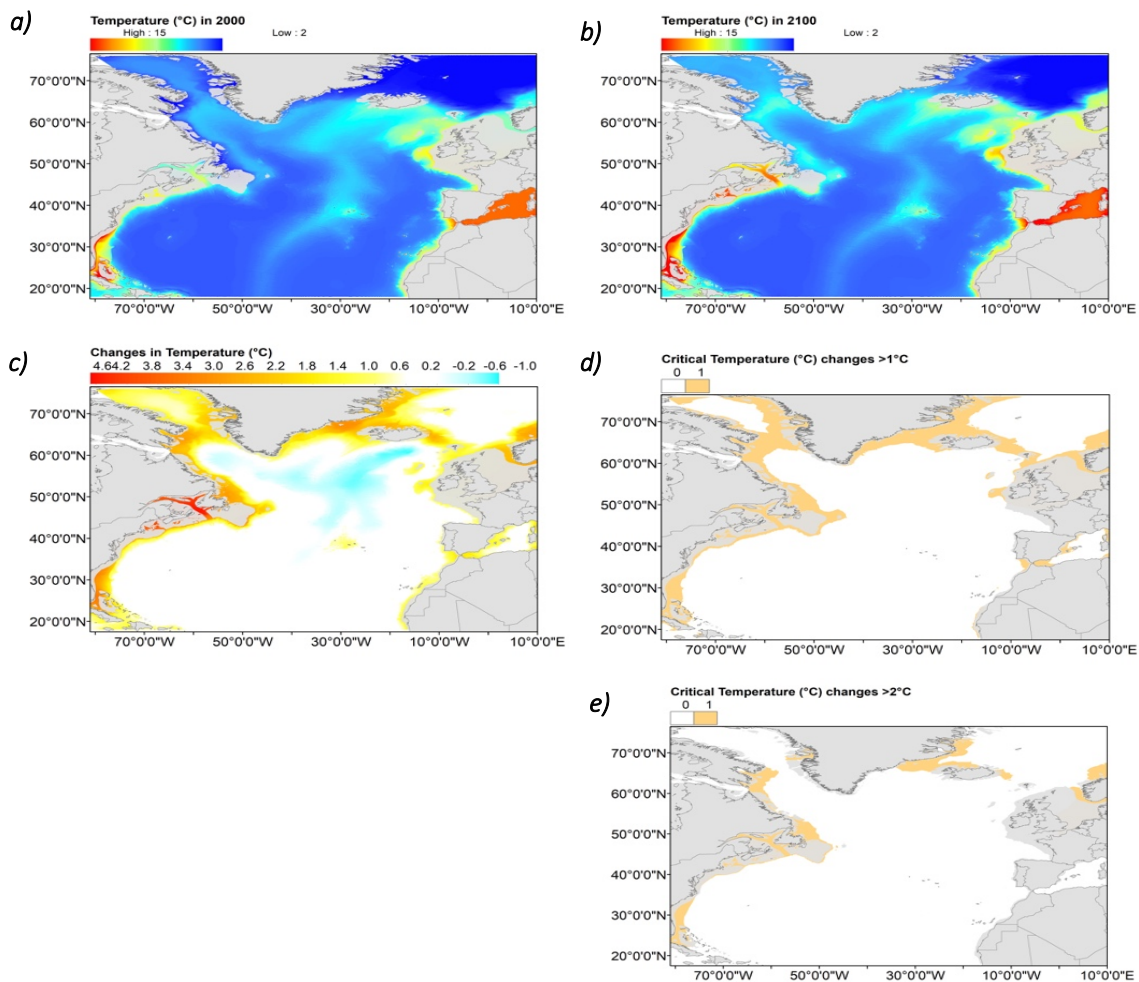 a)
Temperature (°C) in 2000
High : 15 Low : 2
70°0'0"N
60°0'0"N
50°0'0"N
40°0'0"N
30°0'0"N
20°0'0"N
70°0'0"W 50°0'0"W 30°0'0"W 10°0'0"W 10°0'0"E
b)
Temperature (°C) in 2100
High : 15 Low : 2
70°0'0"N
60°0'0"N
50°0'0"N
40°0'0"N
30°0'0"N
20°0'0"N
70°0'0"W 50°0'0"W 30°0'0"W 10°0'0"W 10°0'0"E
c)
Changes in Temperature (°C)
4.64.2 3.8 3.4 3.0 2.6 2.2 1.8 1.4 1.0 0.6 0.2 -0.2 -0.6 -1.0
70°0'0"N
60°0'0"N
50°0'0"N
40°0'0"N
30°0'0"N
20°0'0"N
70°0'0"W 50°0'0"W 30°0'0"W 10°0'0"W 10°0'0"E
d)
Critical Temperature (°C) changes >1°C
0 1
70°0'0"N
60°0'0"N
50°0'0"N
40°0'0"N
30°0'0"N
20°0'0"N
70°0'0"W 50°0'0"W 30°0'0"W 10°0'0"W 10°0'0"E
e)
Critical Temperature (°C) changes >2°C
0 1
70°0'0"N
60°0'0"N
50°0'0"N
40°0'0"N
30°0'0"N
20°0'0"N
70°0'0"W 50°0'0"W 30°0'0"W 10°0'0"W 10°0'0"E